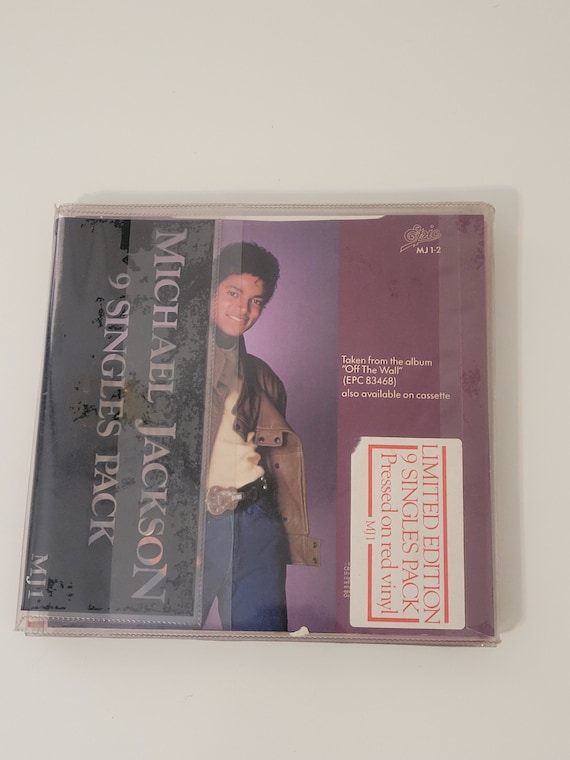 MICHAEL JACKSON
9 SINGLES PACK
MJ1
Epic
MJ 1-2
Taken from the album
"Off The Wall"
(EPC 83468)
also available on cassette
LIMITED EDITION
9 SINGLES PACK
Pressed on red vinyl
MJ1